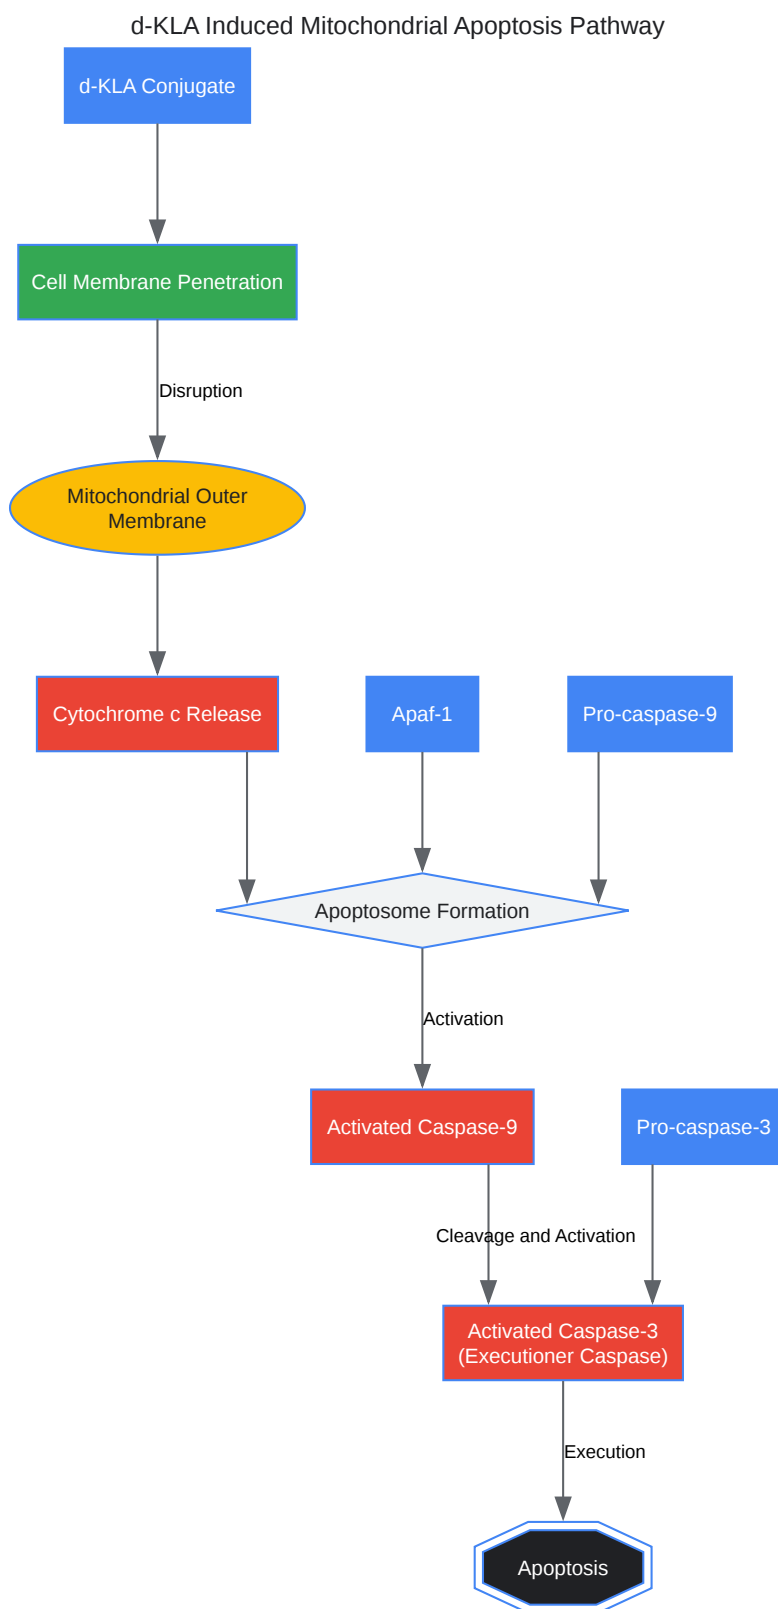 d-KLA Induced Mitochondrial Apoptosis Pathway
d-KLA Conjugate
Cell Membrane Penetration
Disruption
Mitochondrial Outer
Membrane
Cytochrome c Release
Apaf-1
Pro-caspase-9
Apoptosome Formation
Activation
Activated Caspase-9
Pro-caspase-3
Cleavage and Activation
Activated Caspase-3
(Executioner Caspase)
Execution
Apoptosis